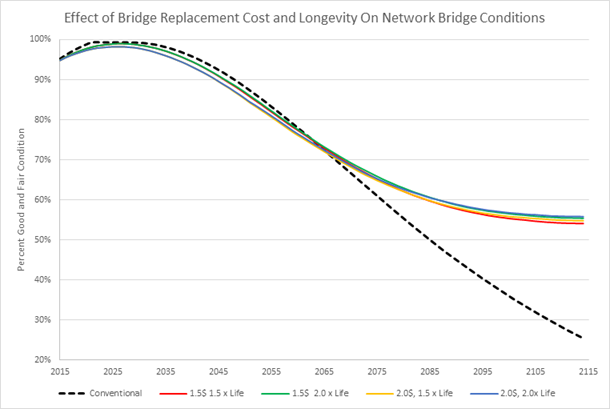 Effect of Bridge Replacement Cost and Longevity On Network Bridge Conditions
100%
90%
80%
70%
60%
50%
40%
30%
20%
Percent Good and Fair Condition
2015 2025 2035 2045 2055 2065 2075 2085 2095 2105 2115
Conventional 1.5$ 1.5 x Life 1.5$ 2.0 x Life 2.0$, 1.5 x Life 2.0$, 2.0x Life